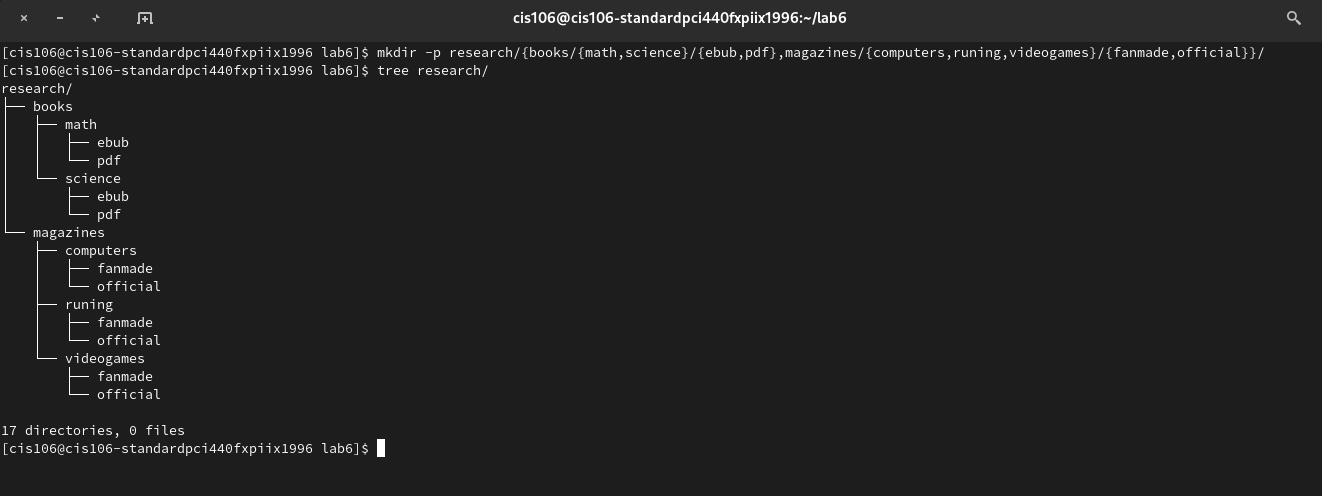 cis106@cis106-standardpci440fxpiix1996:~/lab6
[cis106@cis106-standardpci440fxpiix1996 lab6]$ mkdir -p research/{books/{math,science}/{ebub,pdf},magazines/{computers,runing,videogames}/{fanmade,official}}/
[cis106@cis106-standardpci440fxpiix1996 lab6]$ tree research/
research/
├── books
│   ├── math
│   │   ├── ebub
│   │   └── pdf
│   └── science
│       ├── ebub
│       └── pdf
└── magazines
    ├── computers
    │   ├── fanmade
    │   └── official
    ├── runing
    │   ├── fanmade
    │   └── official
    └── videogames
        ├── fanmade
        └── official
17 directories, 0 files
[cis106@cis106-standardpci440fxpiix1996 lab6]$